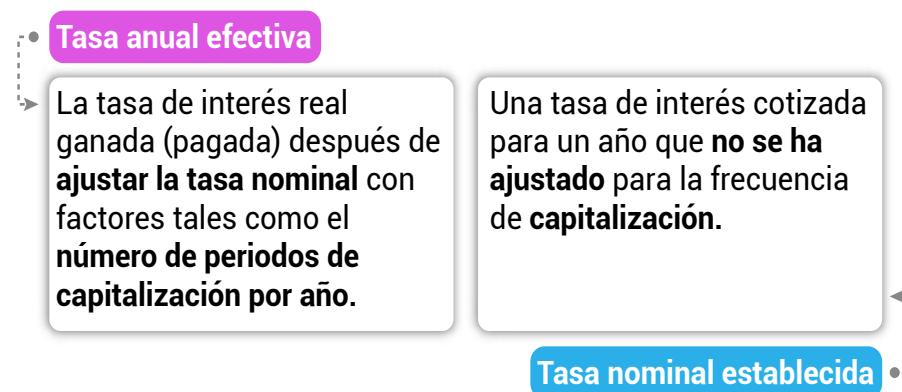 Tasa anual efectiva
La tasa de interés real
ganada (pagada) después de
ajustar la tasa nominal con
factores tales como el
número de periodos de
capitalización por año.
Una tasa de interés cotizada
para un año que no se ha
ajustado para la frecuencia
de capitalización.
Tasa nominal establecida